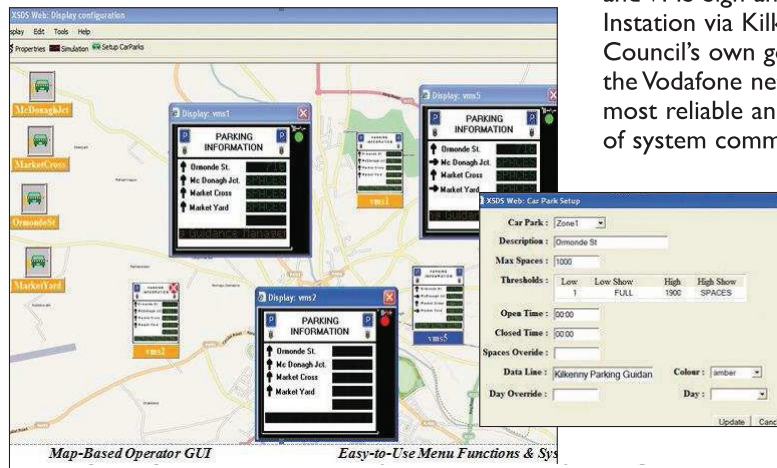 XSDS Web: Display configuration
splay Edit Tools Help
Propertries Simulation Setup CarParks
McDonaghJct
MarketCross
OrmondeSt
MarketYard
Display: vms1
P PARKING INFORMATION P
Ormonde St.
Mc Donagh Jct.
Market Cross
Market Yard
Guidance Manager
vms1
Display: vms5
P PARKING INFORMATION P
Ormonde St.
Mc Donagh Jct.
Market Cross
Market Yard
Guidan
vms2
Display: vms2
P PARKING INFORMATION P
Ormonde St.
Mc Donagh Jct.
Market Cross
Market Yard
vms5
Map-Based Operator GUI
Easy-to-Use Menu Functions & Sys
and VMS sign an
Instation via Kilk
Council's own g
the Vodafone ne
most reliable an
of system comm
XSDS Web: Car Park Setup
Car Park : Zone1
Description : Ormonde St
Max Spaces : 1000
Thresholds : Low Low Show High High Show
1 FULL 1900 SPACES
Open Time : 00:00
Closed Time : 00:00
Spaces Overide :
Data Line : Kilkenny Parking Guidan Colour : amber
Day Override : Day :
Update Canc